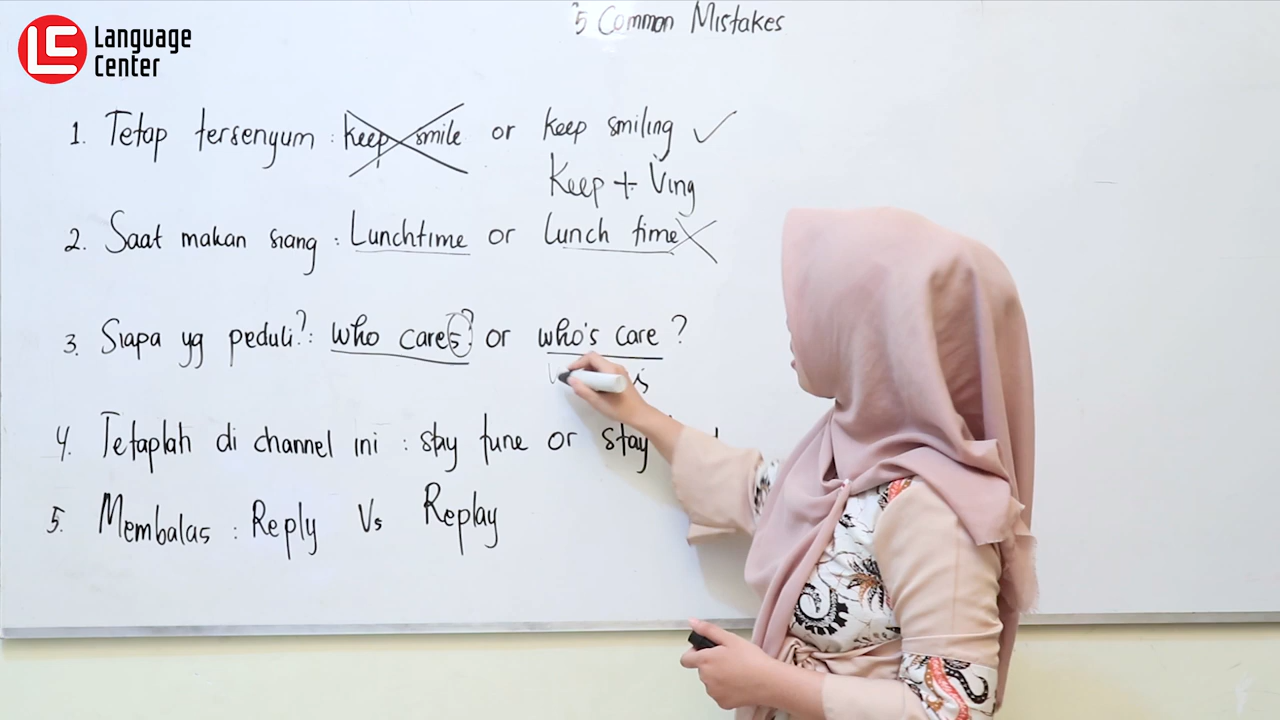 LC Language
Center
5 Common Mistakes
1. Tetap tersenyum : keep smile or keep smiling ✓
Keep + Ving
2. Saat makan siang : Lunchtime or Lunch time X
3. Siapa yg peduli? : who cares? or who's care ?
is
4. Tetaplah di channel ini : stay tune or stay
5. Membalas : Reply Vs Replay